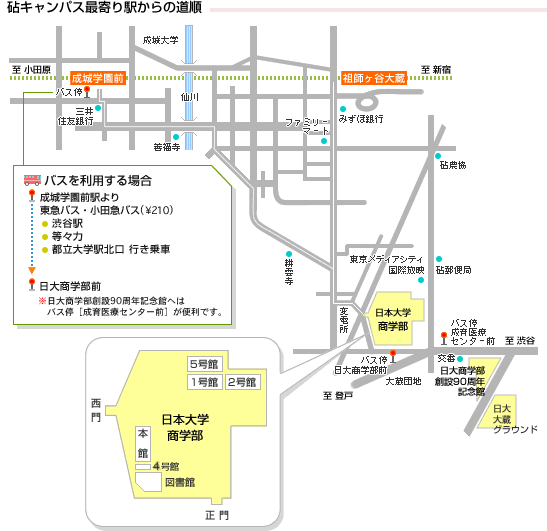 砧キャンパス最寄り駅からの道順
成城大学
至 小田原
成城学園前
祖師ヶ谷大蔵
至 新宿
バス停
仙川
三井
住友銀行
ファミリー
マート
みずほ銀行
善福寺
砧農協
バスを利用する場合
成城学園前駅より
東急バス・小田急バス(¥210)
渋谷駅
等々力
都立大学駅北口 行き乗車
日大商学部前
※日大商学部創設90周年記念館へは
バス停［成育医療センター前］が便利です。
耕雲寺
東京メディアシティ
国際放映
砧郵便局
変電所
日本大学
商学部
バス停
成育医療
センター前
至 渋谷
バス停
日大商学部前
交番
大蔵団地
日大商学部
創設90周年
記念館
至 登戸
日大
大蔵
グラウンド
5号館
1号館
2号館
西門
日本大学
商学部
本館
4号館
図書館
正 門